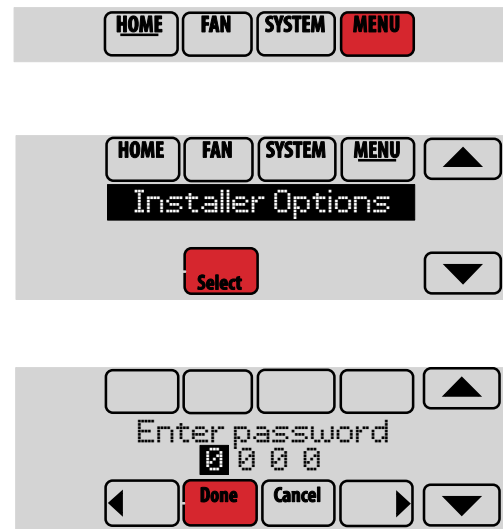 HOME FAN SYSTEM MENU
HOME FAN SYSTEM MENU
Installer Options
Select
Enter password
0 0 0 0
Done Cancel